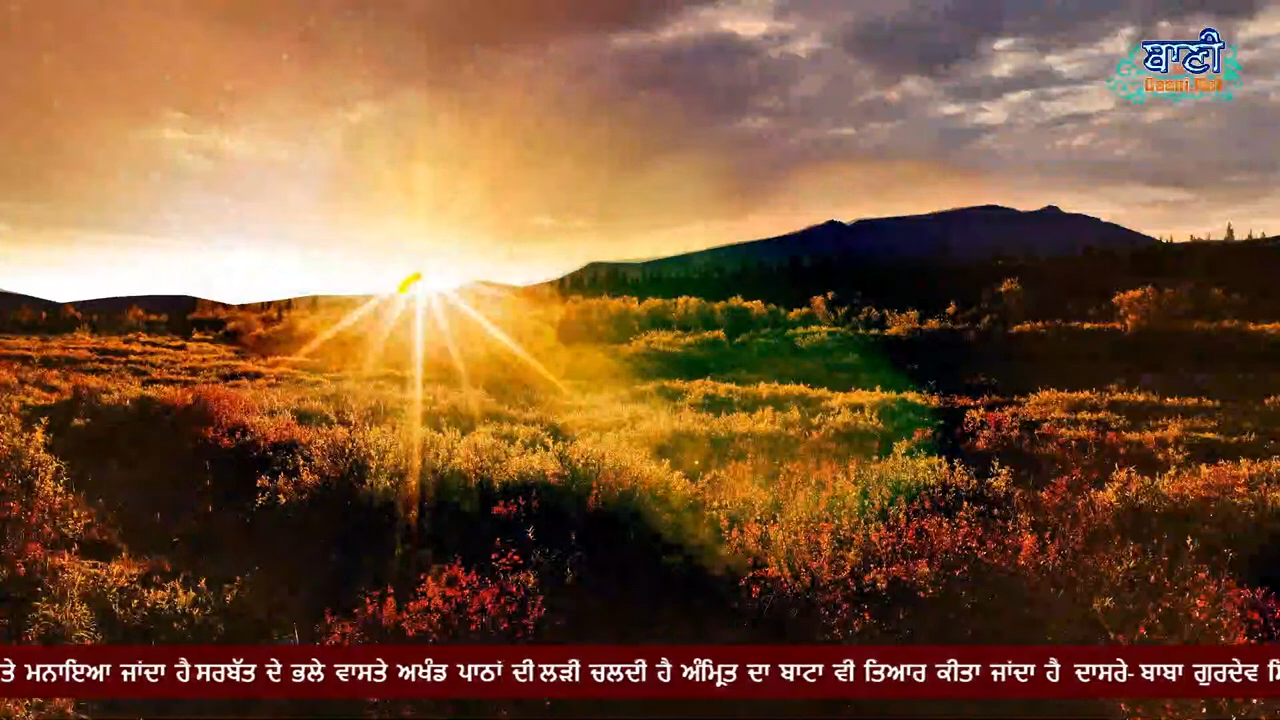 ਬਾਣੀ
ਤੇ ਮਨਾਇਆ ਜਾਂਦਾ ਹੈ ਸਰਬੱਤ ਦੇ ਭਲੇ ਵਾਸਤੇ ਅਖੰਡ ਪਾਠਾਂ ਦੀ ਲੜੀ ਚਲਦੀ ਹੈ ਅੰਮ੍ਰਿਤ ਦਾ ਬਾਟਾ ਵੀ ਤਿਆਰ ਕੀਤਾ ਜਾਂਦਾ ਹੈ ਦਾਸਰੇ- ਬਾਬਾ ਗੁਰਦੇਵ